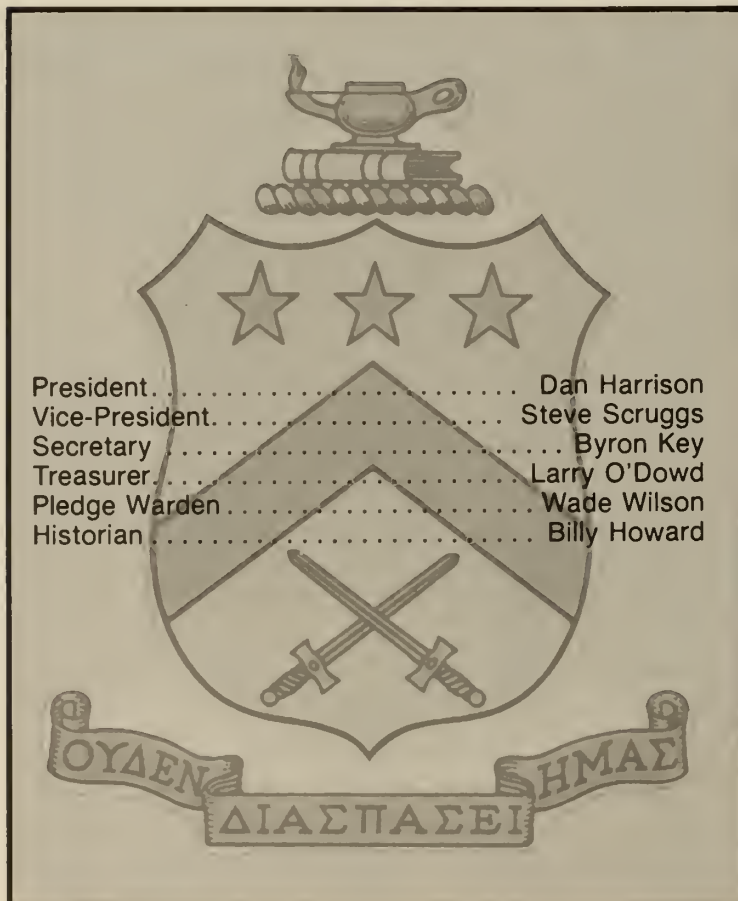 President.......................... Dan Harrison
Vice-President..................... Steve Scruggs
Secretary ............................ Byron Key
Treasurer......................... Larry O'Dowd
Pledge Warden..................... Wade Wilson
Historian .......................... Billy Howard
ΟΥΔΕΝ ΔΙΑΣΠΑΣΕΙ ΗΜΑΣ